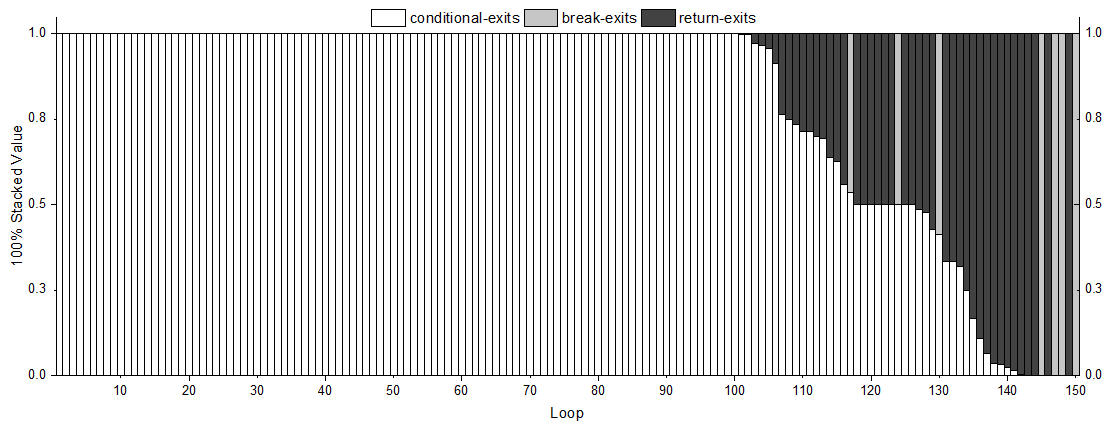 conditional-exits break-exits return-exits
1.0 1.0
0.8 0.8
100% Stacked Value
0.5 0.5
0.3 0.3
0.0 0.0
10 20 30 40 50 60 70 80 90 100 110 120 130 140 150
Loop